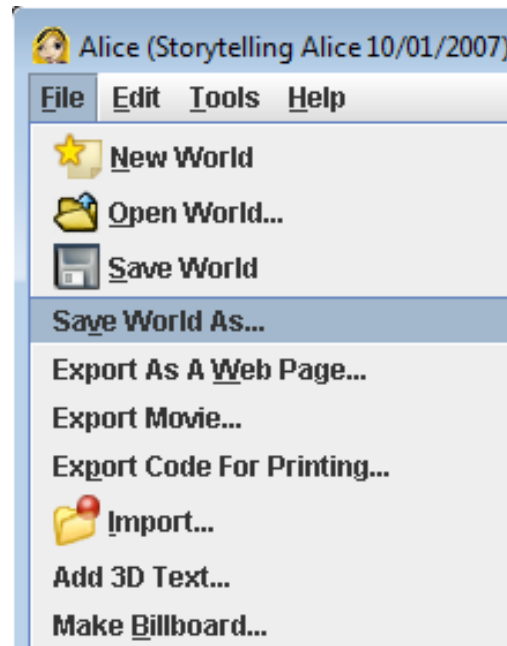 Alice (Storytelling Alice 10/01/2007)
File Edit Tools Help
New World
Open World...
Save World
Save World As...
Export As A Web Page...
Export Movie...
Export Code For Printing...
Import...
Add 3D Text...
Make Billboard...